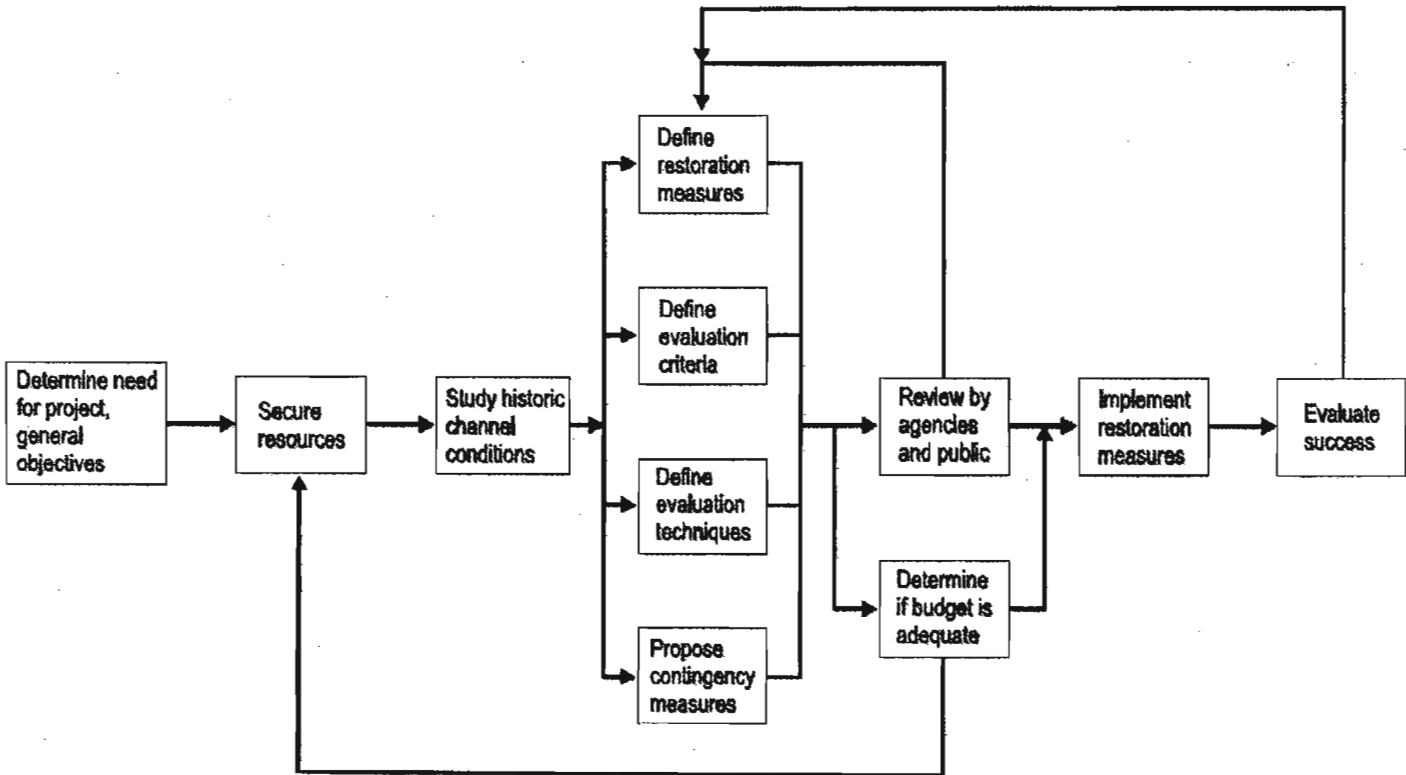 Determine need
for project,
general
objectives
Secure
resources
Study historic
channel
conditions
Define
restoration
measures
Define
evaluation
criteria
Define
evaluation
techniques
Propose
contingency
measures
Review by
agencies
and public
Determine
if budget is
adequate
Implement
restoration
measures
Evaluate
success